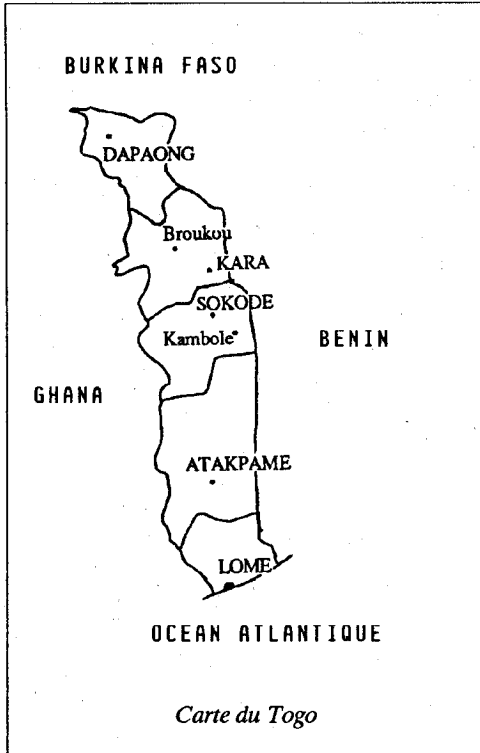 BURKINA FASO
DAPAONG
Broukou
KARA
SOKODE
Kambole
BENIN
GHANA
ATAKPAME
LOME
OCEAN ATLANTIQUE
Carte du Togo